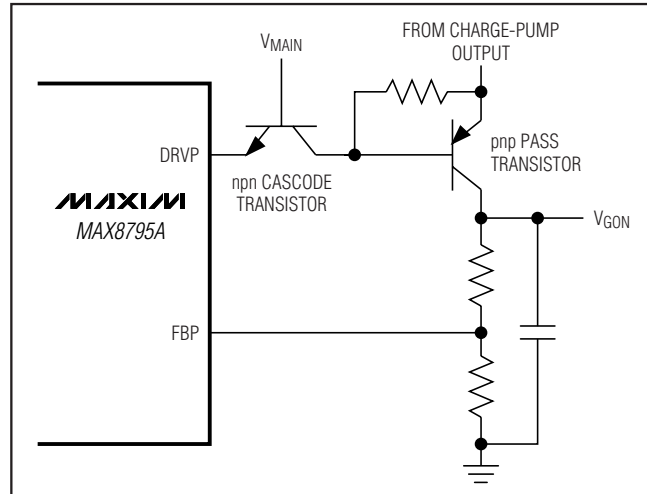 FROM CHARGE-PUMP
OUTPUT
VMAIN
pnp PASS
TRANSISTOR
DRVP
npn CASCODE
TRANSISTOR
MAXIM
MAX8795A
VGON
FBP